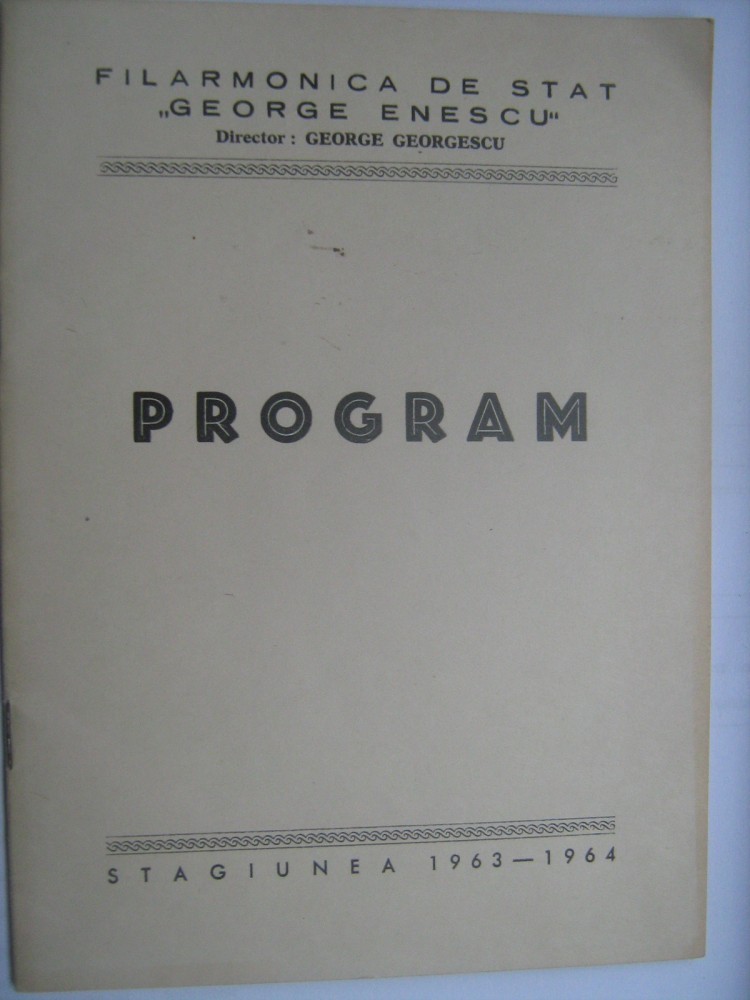 FILARMONICA DE STAT
„GEORGE ENESCU“
Director : GEORGE GEORGESCU
PROGRAM
STAGIUNEA 1963—1964